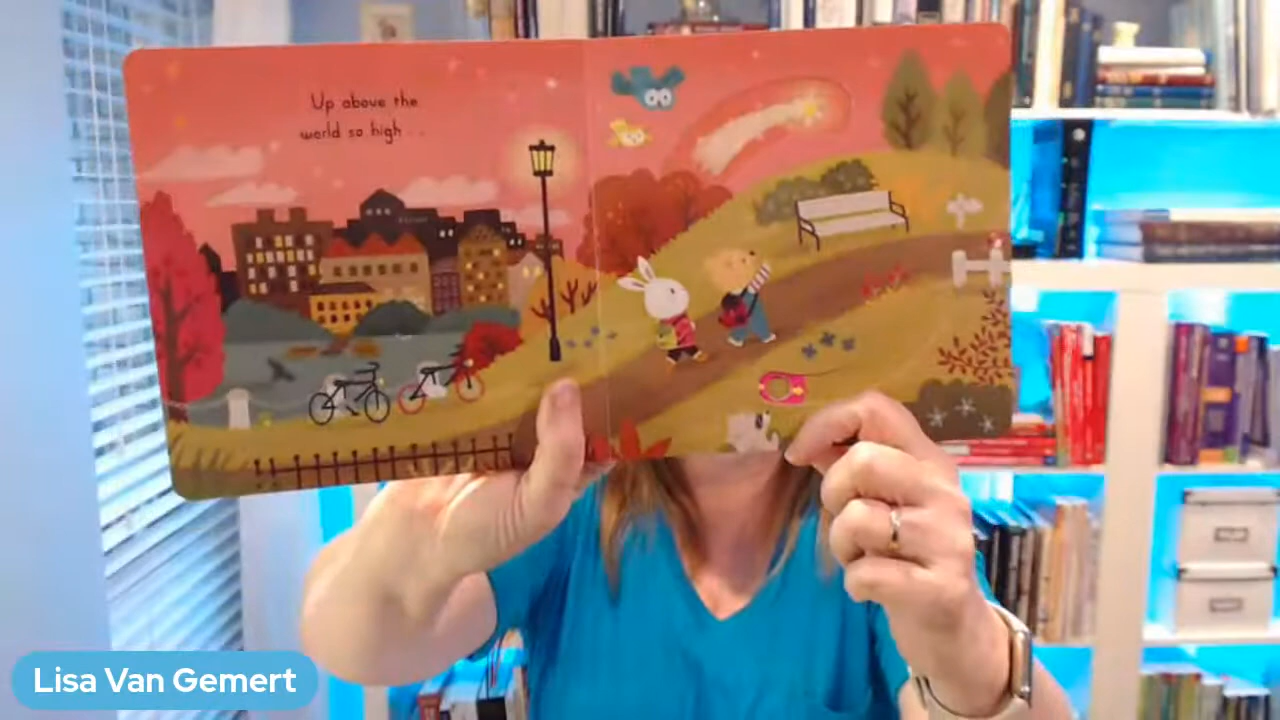 Up above the
world so high . .
Lisa Van Gemert